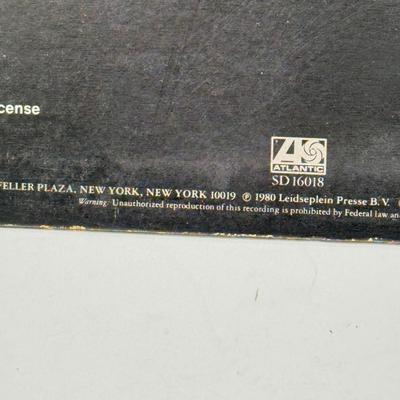 cense
ATLANTIC
SD 16018
FELLER PLAZA, NEW YORK, NEW YORK 10019 ℗ 1980 Leidseplein Presse B.V.
Warning: Unauthorized reproduction of this recording is prohibited by Federal law an